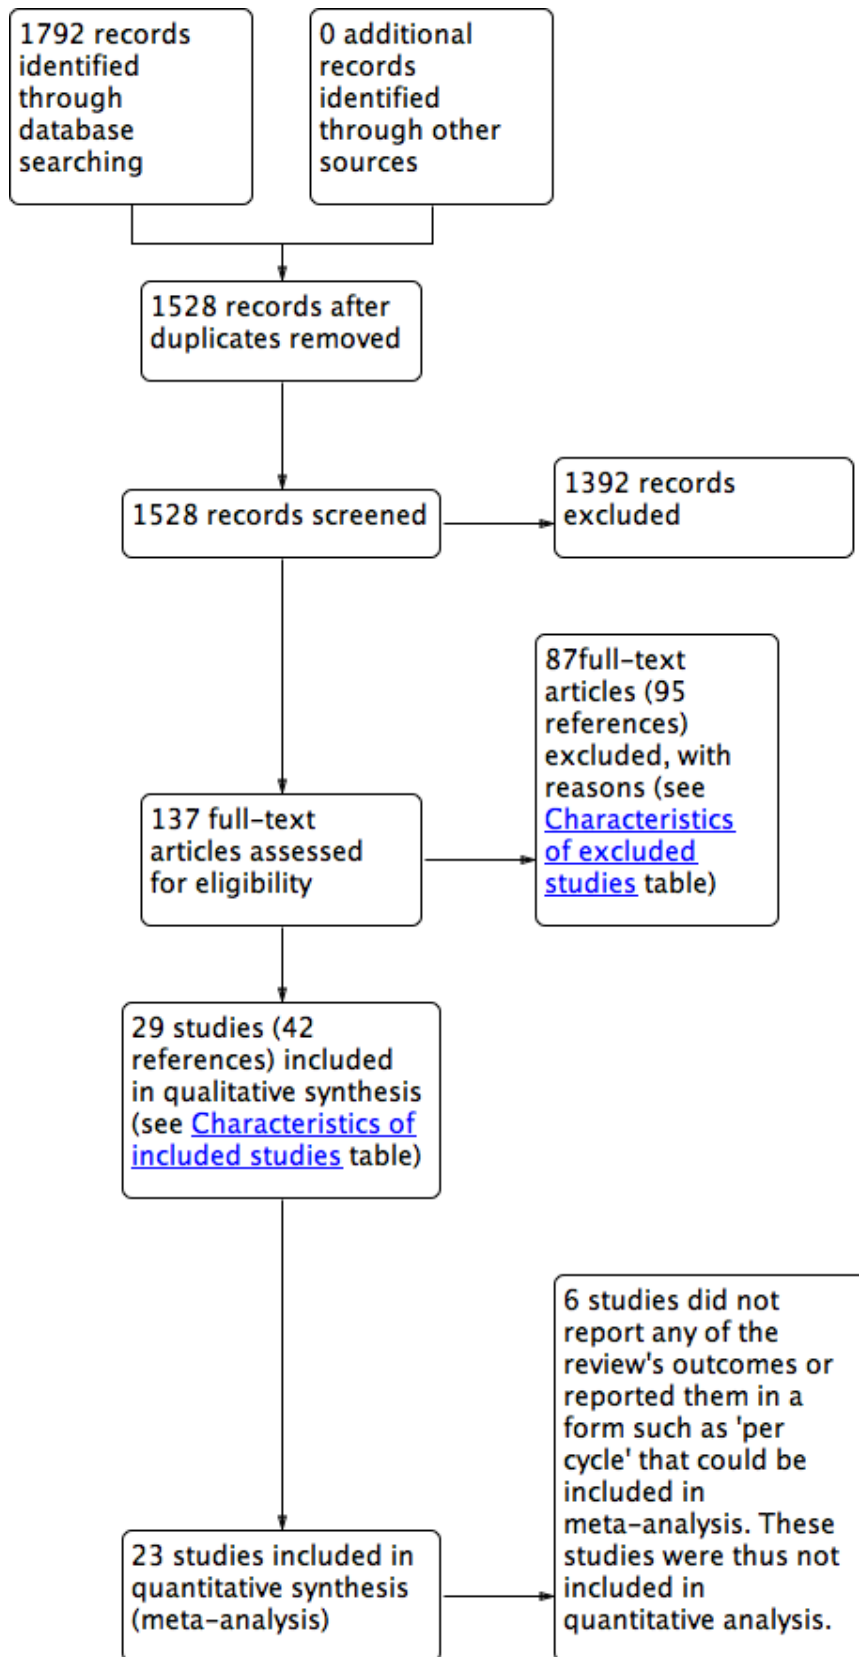 1792 records
identified
through
database
searching
0 additional
records
identified
through other
sources
1528 records after
duplicates removed
1528 records screened
1392 records
excluded
137 full-text
articles assessed
for eligibility
87full-text
articles (95
references)
excluded, with
reasons (see
Characteristics
of excluded
studies table)
29 studies (42
references) included
in qualitative synthesis
(see Characteristics of
included studies table)
23 studies included in
quantitative synthesis
(meta-analysis)
6 studies did not
report any of the
review's outcomes or
reported them in a
form such as 'per
cycle' that could be
included in
meta-analysis. These
studies were thus not
included in
quantitative analysis.